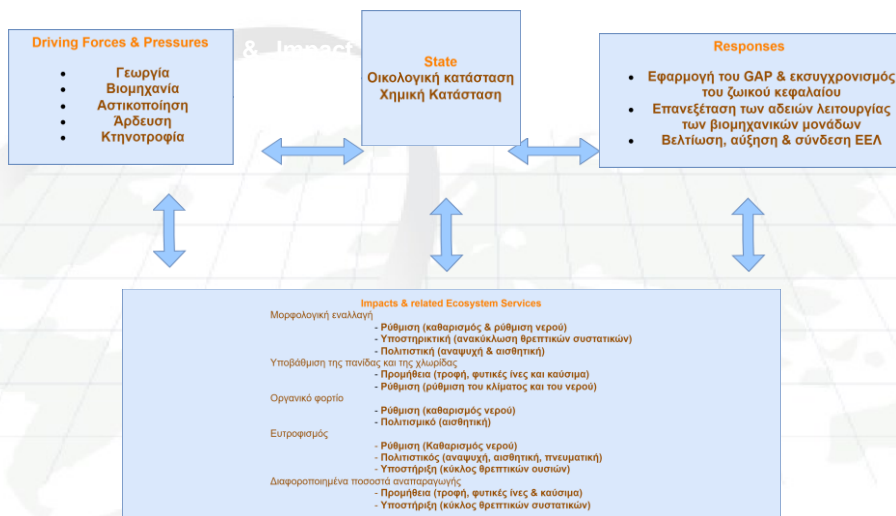 Driving Forces & Pressures
• Γεωργία
• Βιομηχανία
• Αστικοποίηση
• Άρδευση
• Κτηνοτροφία
& Impact
State
Οικολογική κατάσταση
Χημική Κατάσταση
Responses
• Εφαρμογή του GAP & εκσυγχρονισμός
του ζωικού κεφαλαίου
• Επανεξέταση των αδειών λειτουργίας
των βιομηχανικών μονάδων
• Βελτίωση, αύξηση & σύνδεση ΕΕΛ
Impacts & related Ecosystem Services
Μορφολογική εναλλαγή
- Ρύθμιση (καθαρισμός & ρύθμιση νερού)
- Υποστηρικτική (ανακύκλωση θρεπτικών συστατικών)
- Πολιτιστική (αναψυχή & αισθητική)
Υποβάθμιση της πανίδας και της χλωρίδας
- Προμήθεια (τροφή, φυτικές ίνες και καύσιμα)
- Ρύθμιση (ρύθμιση του κλίματος και του νερού)
Οργανικό φορτίο
- Ρύθμιση (καθαρισμός νερού)
- Πολιτισμικό (αισθητική)
Ευτροφισμός
- Ρύθμιση (Καθαρισμός νερού)
- Πολιτιστικός (αναψυχή, αισθητική, πνευματική)
- Υποστήριξη (κύκλος θρεπτικών ουσιών)
Διαφοροποιημένα ποσοστά αναπαραγωγής
- Προμήθεια (τροφή, φυτικές ίνες & καύσιμα)
- Υποστήριξη (κύκλος θρεπτικών συστατικών)